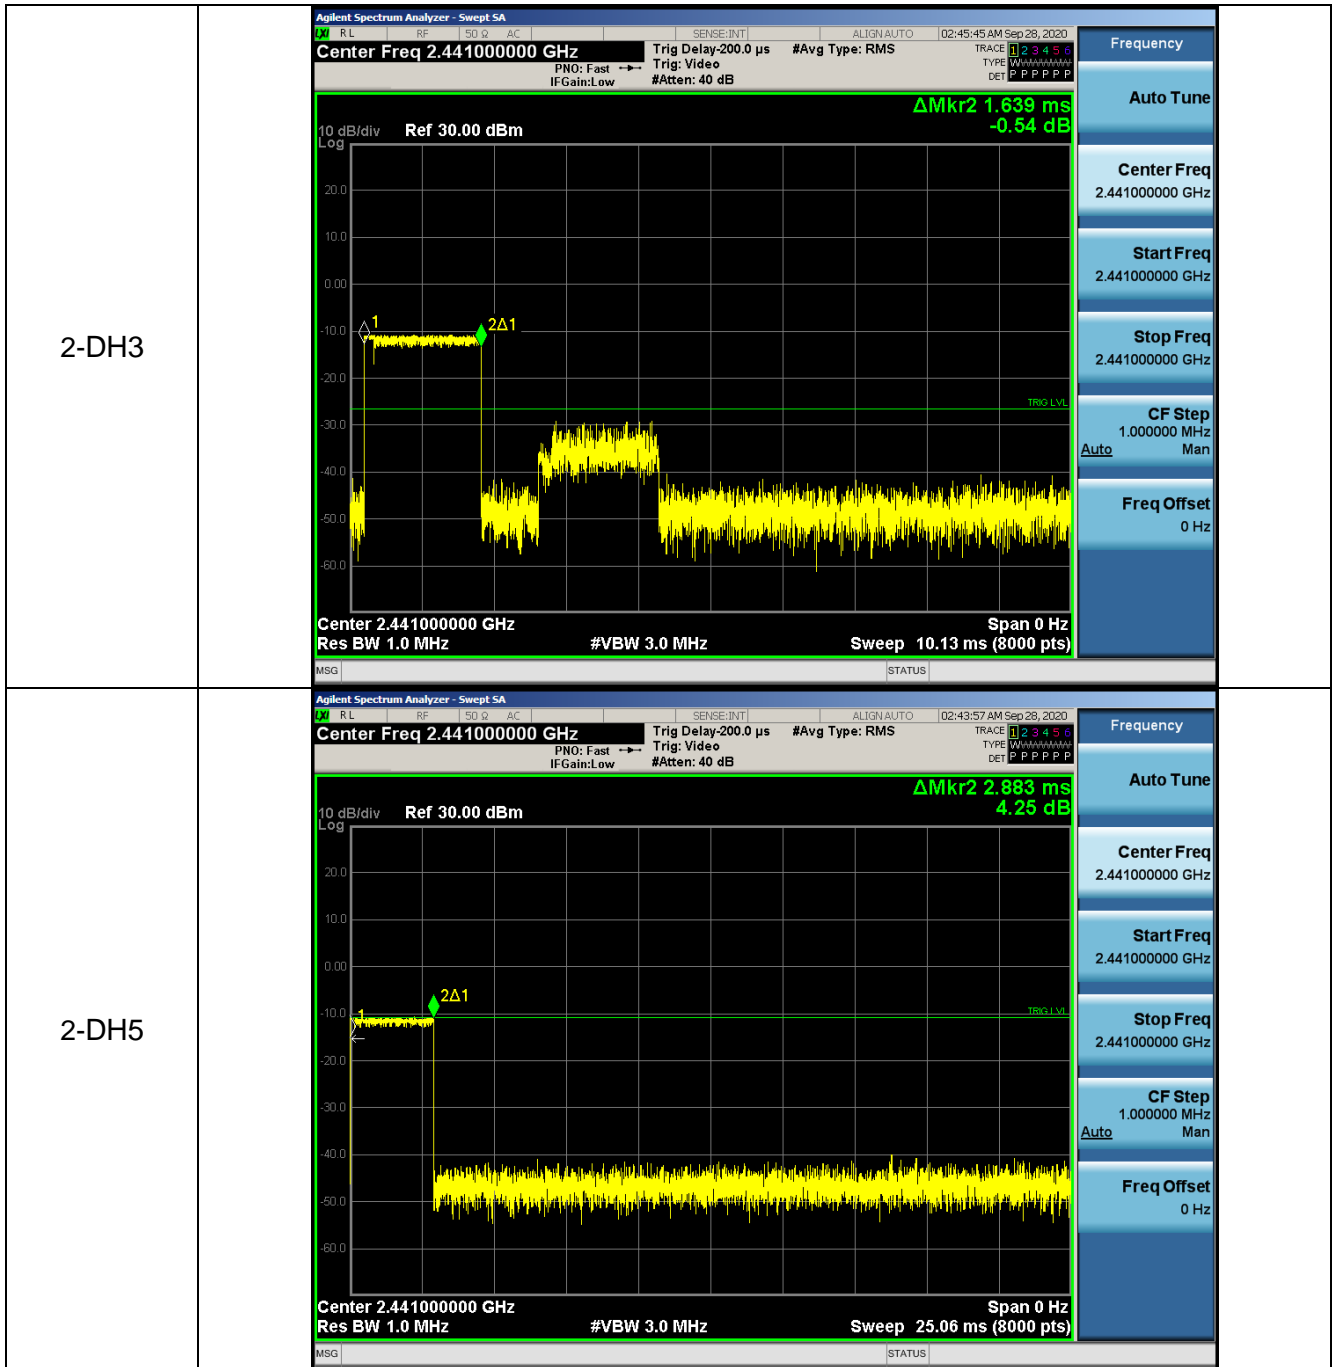 2-DH3
Agilent Spectrum Analyzer - Swept SA
LXI RL RF 50 Ω AC SENSE:INT ALIGN AUTO 02:45:45 AM Sep 28, 2020
Center Freq 2.441000000 GHz
PNO: Fast
IFGain:Low
Trig Delay-200.0 µs
Trig: Video
#Atten: 40 dB
#Avg Type: RMS
TRACE 1 2 3 4 5 6
TYPE W
DET P P P P P P
ΔMkr2 1.639 ms
-0.54 dB
10 dB/div Ref 30.00 dBm
Log
20.0
10.0
0.00
-10.0
-20.0
-30.0
-40.0
-50.0
-60.0
1
2Δ1
TRIG LVL
Center 2.441000000 GHz Span 0 Hz
Res BW 1.0 MHz #VBW 3.0 MHz Sweep 10.13 ms (8000 pts)
MSG STATUS
Frequency
Auto Tune
Center Freq
2.441000000 GHz
Start Freq
2.441000000 GHz
Stop Freq
2.441000000 GHz
CF Step
1.000000 MHz
Auto Man
Freq Offset
0 Hz
2-DH5
Agilent Spectrum Analyzer - Swept SA
LXI RL RF 50 Ω AC SENSE:INT ALIGN AUTO 02:43:57 AM Sep 28, 2020
Center Freq 2.441000000 GHz
PNO: Fast
IFGain:Low
Trig Delay-200.0 µs
Trig: Video
#Atten: 40 dB
#Avg Type: RMS
TRACE 1 2 3 4 5 6
TYPE W
DET P P P P P P
ΔMkr2 2.883 ms
4.25 dB
10 dB/div Ref 30.00 dBm
Log
20.0
10.0
0.00
-10.0
-20.0
-30.0
-40.0
-50.0
-60.0
1
2Δ1
TRIG LVL
Center 2.441000000 GHz Span 0 Hz
Res BW 1.0 MHz #VBW 3.0 MHz Sweep 25.06 ms (8000 pts)
MSG STATUS
Frequency
Auto Tune
Center Freq
2.441000000 GHz
Start Freq
2.441000000 GHz
Stop Freq
2.441000000 GHz
CF Step
1.000000 MHz
Auto Man
Freq Offset
0 Hz